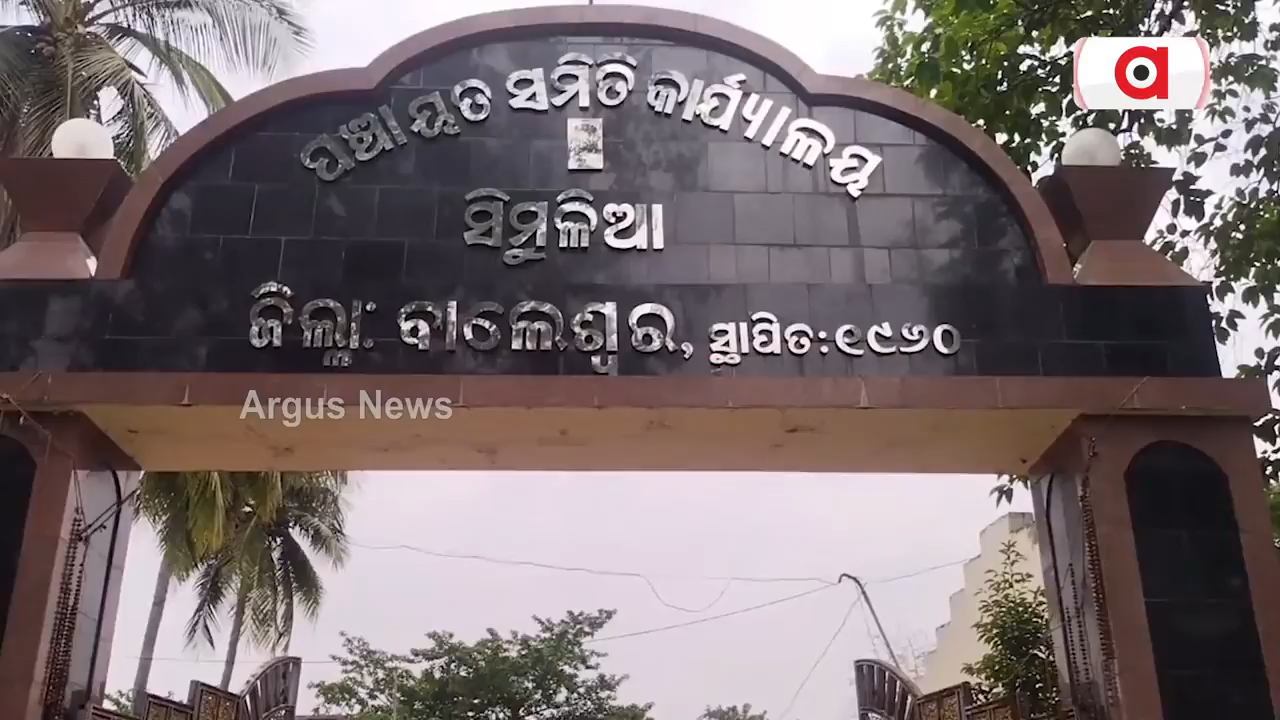 ପଞ୍ଚାୟତ ସମିତି କାର୍ଯ୍ୟାଳୟ
ସିମୁଳିଆ
ଜିଲ୍ଲା: ବାଲେଶ୍ୱର, ସ୍ଥାପିତ:୧୯୬୦
Argus News
a